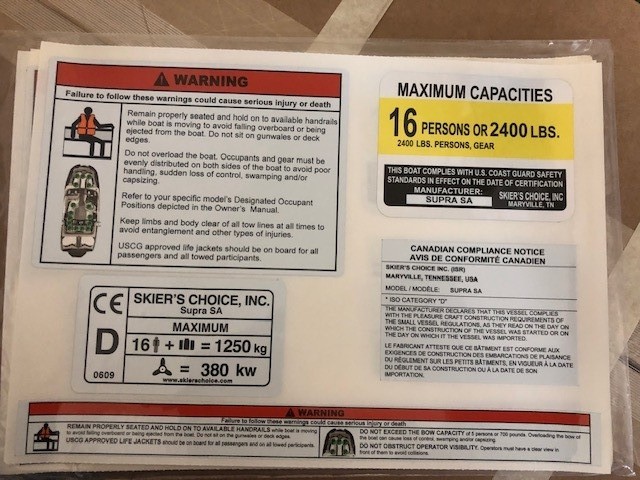 WARNING
Failure to follow these warnings could cause serious injury or death
Remain properly seated and hold on to available handrails
while boat is moving to avoid falling overboard or being
ejected from the boat. Do not sit on gunwales or deck
edges.
Do not overload the boat. Occupants and gear must be
evenly distributed on both sides of the boat to avoid poor
handling, sudden loss of control, swamping and/or
capsizing.
Refer to your specific model's Designated Occupant
Positions depicted in the Owner's Manual.
Keep limbs and body clear of all tow lines at all times to
avoid entanglement and other types of injuries.
USCG approved life jackets should be on board for all
passengers and all towed participants.
MAXIMUM CAPACITIES
16 PERSONS OR 2400 LBS.
2400 LBS. PERSONS, GEAR
THIS BOAT COMPLIES WITH U.S. COAST GUARD SAFETY
STANDARDS IN EFFECT ON THE DATE OF CERTIFICATION
MANUFACTURER: SKIER'S CHOICE, INC
SUPRA SA MARYVILLE, TN
CANADIAN COMPLIANCE NOTICE
AVIS DE CONFORMITÉ CANADIEN
SKIER'S CHOICE INC. (ISR)
MARYVILLE, TENNESSEE, USA
MODEL / MODÈLE: SUPRA SA
* ISO CATEGORY "D"
THE MANUFACTURER DECLARES THAT THIS VESSEL COMPLIES
WITH THE PLEASURE CRAFT CONSTRUCTION REQUIREMENTS OF
THE SMALL VESSEL REGULATIONS, AS THEY READ ON THE DAY ON
WHICH THE CONSTRUCTION OF THE VESSEL WAS STARTED OR ON
THE DAY ON WHICH THE VESSEL WAS IMPORTED.
LE FABRICANT ATTESTE QUE CE BÂTIMENT EST CONFORME AUX
EXIGENCES DE CONSTRUCTION DES EMBARCATIONS DE PLAISANCE
DU RÈGLEMENT SUR LES PETITS BÂTIMENTS, EN VIGUEUR À LA DATE
DU DÉBUT DE SA CONSTRUCTION OU À LA DATE DE SON
IMPORTATION.
CE SKIER'S CHOICE, INC.
Supra SA
MAXIMUM
D 16 + = 1250 kg
0609 = 380 kw
www.skierschoice.com
WARNING
Failure to follow these warnings could cause serious injury or death
REMAIN PROPERLY SEATED AND HOLD ON TO AVAILABLE HANDRAILS while boat is moving
to avoid falling overboard or being ejected from the boat. Do not sit on the gunwales or deck edges.
USCG APPROVED LIFE JACKETS should be on board for all passengers and all towed participants.
DO NOT EXCEED THE BOW CAPACITY of 5 persons or 700 pounds. Overloading the bow of
the boat can cause loss of control, swamping and/or capsizing.
DO NOT OBSTRUCT OPERATOR VISIBILITY. Operators must have a clear view in
front of them to avoid collisions.